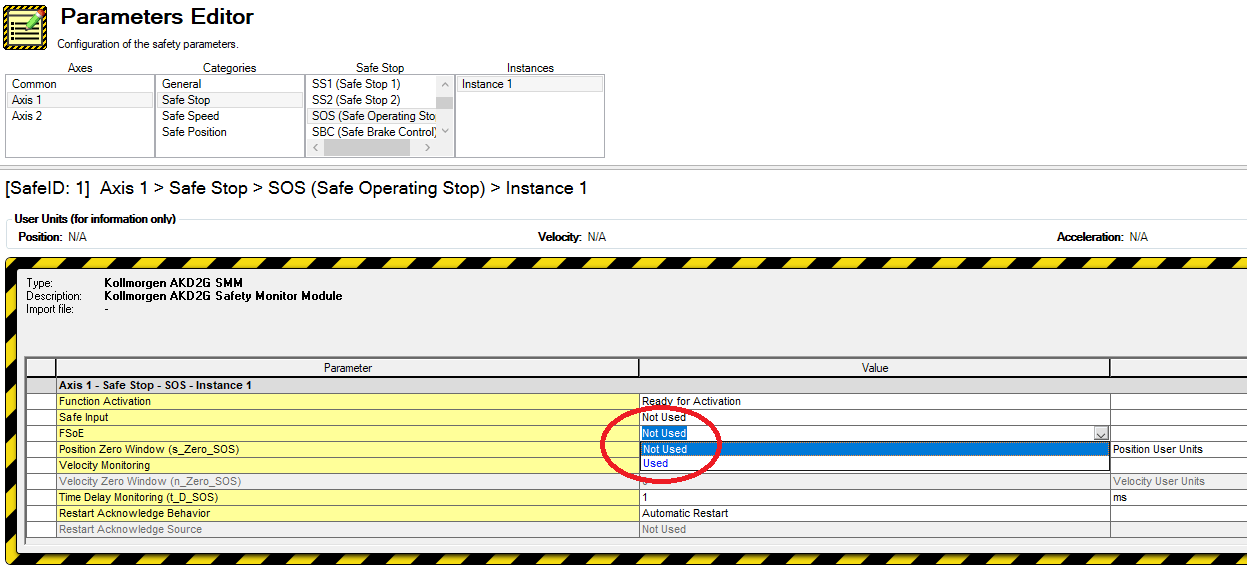 Parameters Editor
Configuration of the safety parameters.
Axes Categories Safe Stop Instances
Common General SS1 (Safe Stop 1) Instance 1
Axis 1 Safe Stop SS2 (Safe Stop 2)
Axis 2 Safe Speed SOS (Safe Operating Sto
Safe Position SBC (Safe Brake Control)
[SafeID: 1] Axis 1 > Safe Stop > SOS (Safe Operating Stop) > Instance 1
User Units (for information only)
Position: N/A Velocity: N/A Acceleration: N/A
Type: Kollmorgen AKD2G SMM
Description: Kollmorgen AKD2G Safety Monitor Module
Import file: -
Parameter Value
Axis 1 - Safe Stop - SOS - Instance 1
Function Activation Ready for Activation
Safe Input Not Used
FSoE Not Used
Position Zero Window (s_Zero_SOS) Not Used Position User Units
Velocity Monitoring Used
Velocity Zero Window (n_Zero_SOS) Velocity User Units
Time Delay Monitoring (t_D_SOS) 1 ms
Restart Acknowledge Behavior Automatic Restart
Restart Acknowledge Source Not Used